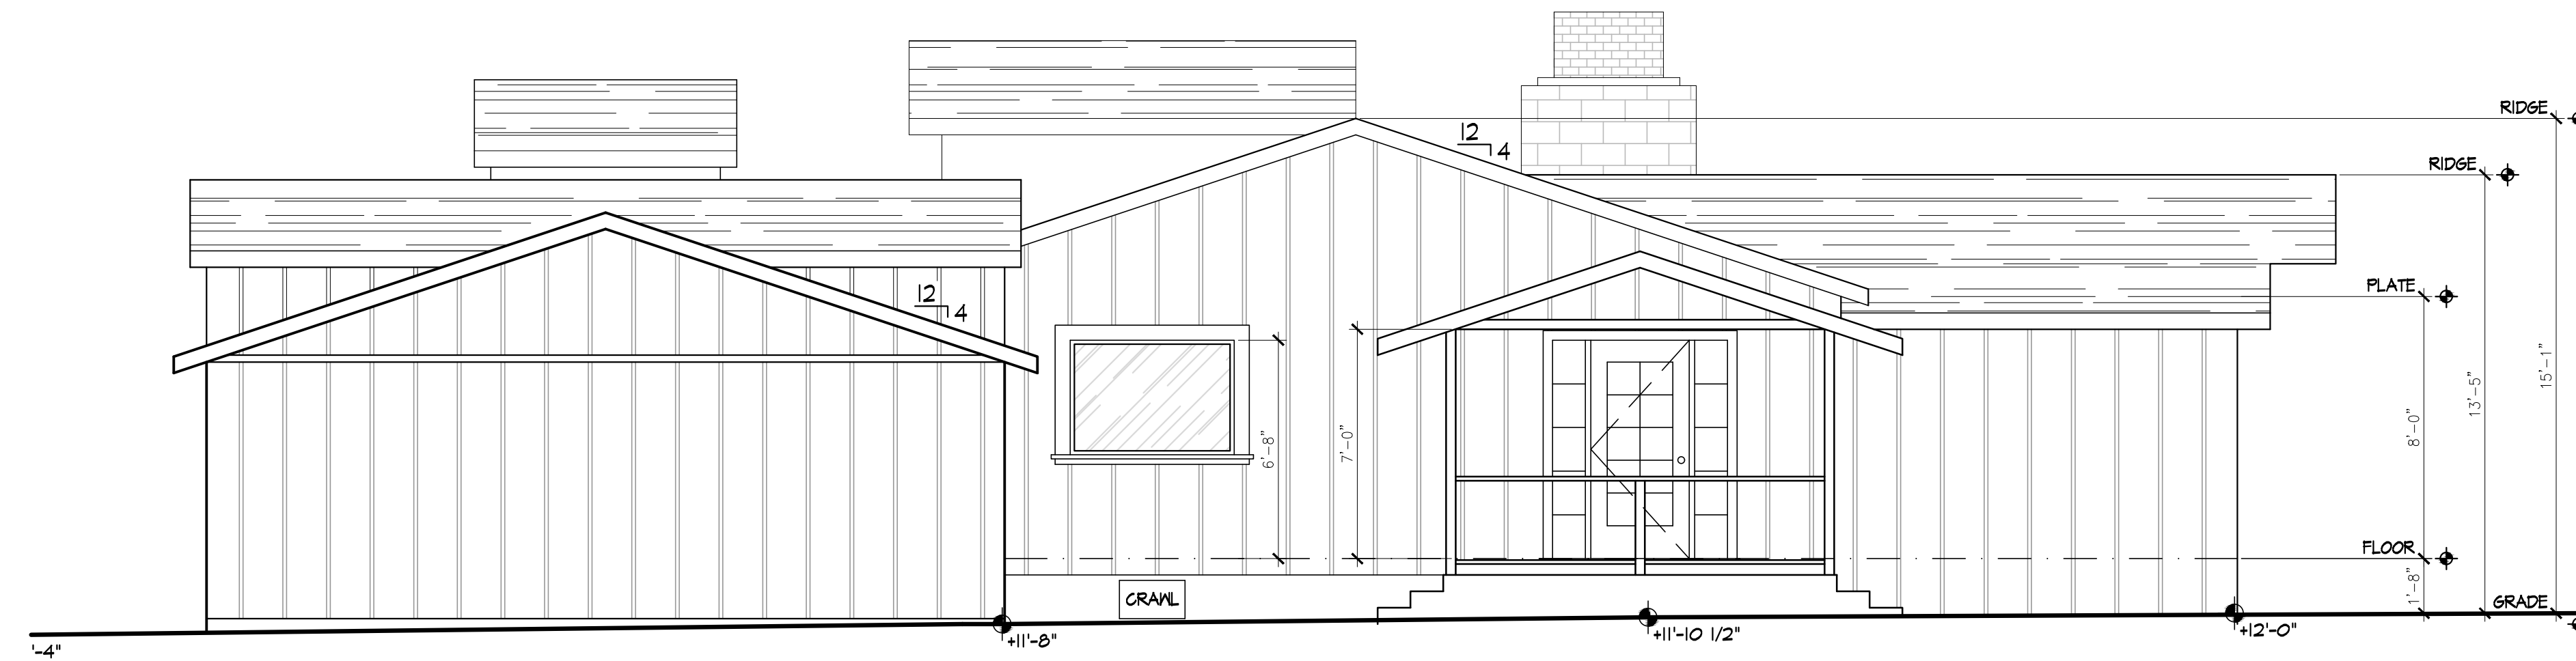 RIDGE
12
4
RIDGE
PLATE
12
4
15'-1"
13'-5"
8'-0"
6'-8"
7'-0"
FLOOR
1'-8"
CRAWL
GRADE
+11'-8"
+11'-10 1/2"
+12'-0"
'-4"